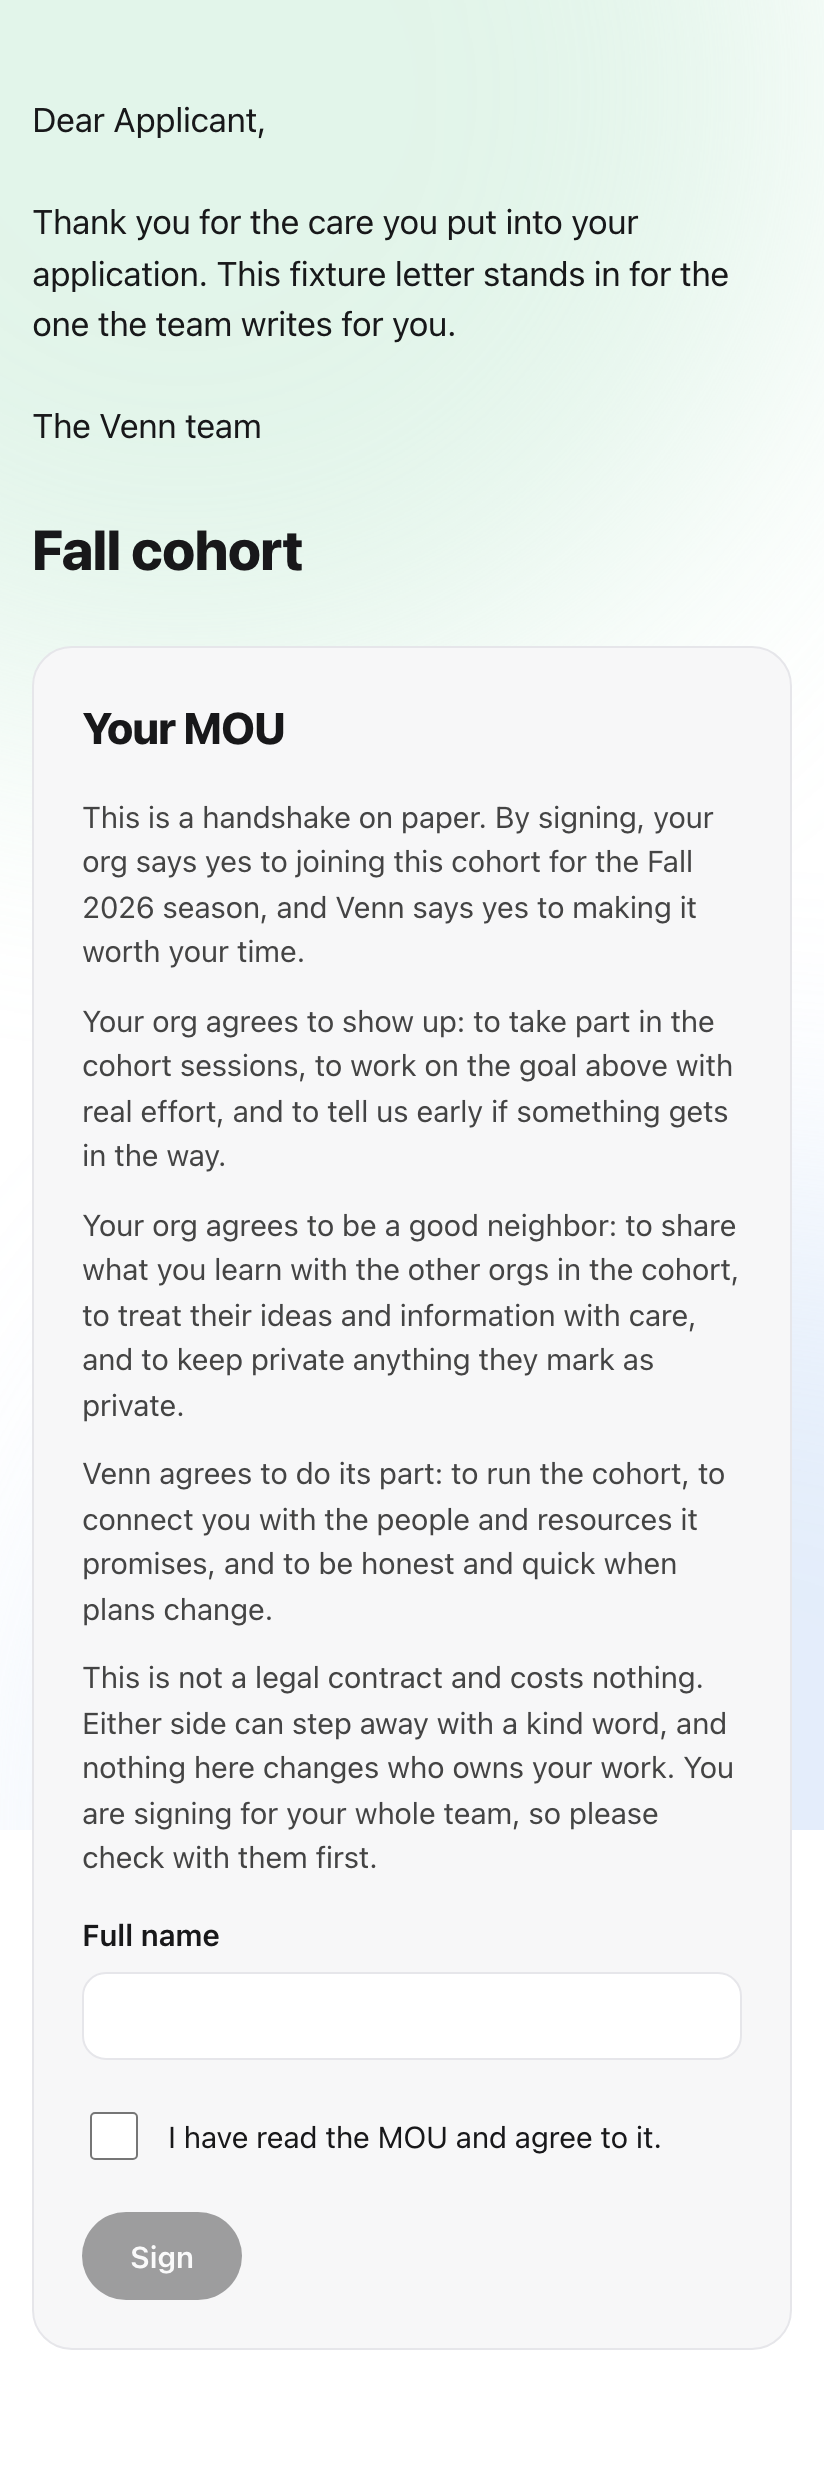 Dear Applicant,
Thank you for the care you put into your
application. This fixture letter stands in for the
one the team writes for you.
The Venn team
Fall cohort
Your MOU
This is a handshake on paper. By signing, your
org says yes to joining this cohort for the Fall
2026 season, and Venn says yes to making it
worth your time.
Your org agrees to show up: to take part in the
cohort sessions, to work on the goal above with
real effort, and to tell us early if something gets
in the way.
Your org agrees to be a good neighbor: to share
what you learn with the other orgs in the cohort,
to treat their ideas and information with care,
and to keep private anything they mark as
private.
Venn agrees to do its part: to run the cohort, to
connect you with the people and resources it
promises, and to be honest and quick when
plans change.
This is not a legal contract and costs nothing.
Either side can step away with a kind word, and
nothing here changes who owns your work. You
are signing for your whole team, so please
check with them first.
Full name
I have read the MOU and agree to it.
Sign